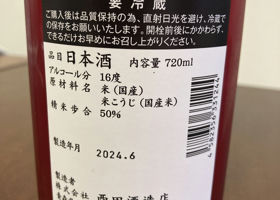 要冷蔵
ご購入後は品質保持の為、直射日光を避け、冷蔵で
の保存をお願いいたします。開栓前後にかかわらず、
できるだけお早めにお召し上がりください。
品目 日本酒 内容量 720ml
アルコール分 16度
原材料名 米(国産)
米こうじ(国産米)
精米歩合 50%
製造年月 2024.6
製造者
株式会社 西田酒造店
4582356331244